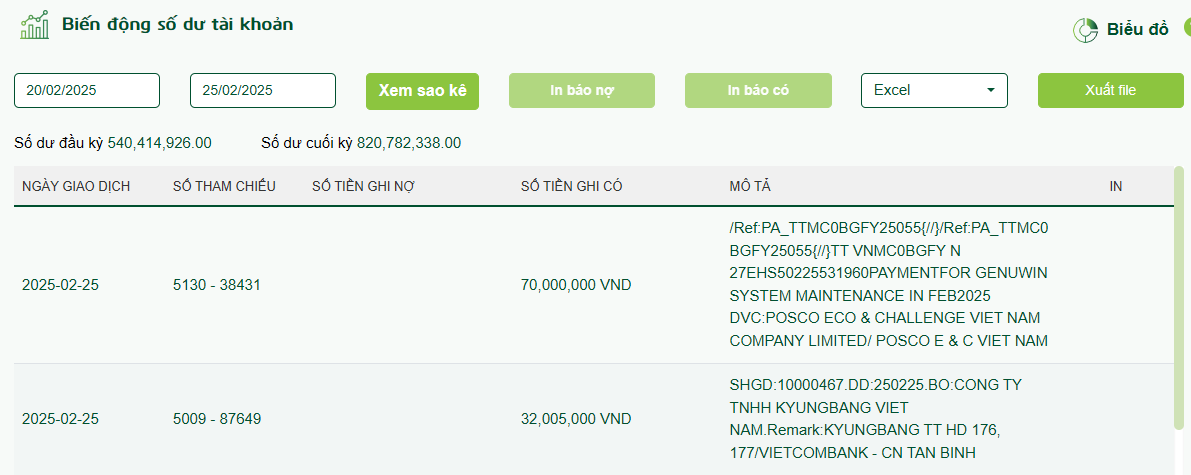 Biến động số dư tài khoản
Biểu đồ
20/02/2025 25/02/2025 Xem sao kê In báo nợ In báo có Excel Xuất file
Số dư đầu kỳ 540,414,926.00 Số dư cuối kỳ 820,782,338.00
NGÀY GIAO DỊCH SỐ THAM CHIẾU SỐ TIỀN GHI NỢ SỐ TIỀN GHI CÓ MÔ TẢ IN
2025-02-25 5130 - 38431 70,000,000 VND
/Ref:PA_TTMC0BGFY25055{//}/Ref:PA_TTMC0
BGFY25055{//}TT VNMC0BGFY N
27EHS50225531960PAYMENTFOR GENUWIN
SYSTEM MAINTENANCE IN FEB2025
DVC:POSCO ECO & CHALLENGE VIET NAM
COMPANY LIMITED/ POSCO E & C VIET NAM
2025-02-25 5009 - 87649 32,005,000 VND
SHGD:10000467.DD:250225.BO:CONG TY
TNHH KYUNGBANG VIET
NAM.Remark:KYUNGBANG TT HD 176,
177/VIETCOMBANK - CN TAN BINH